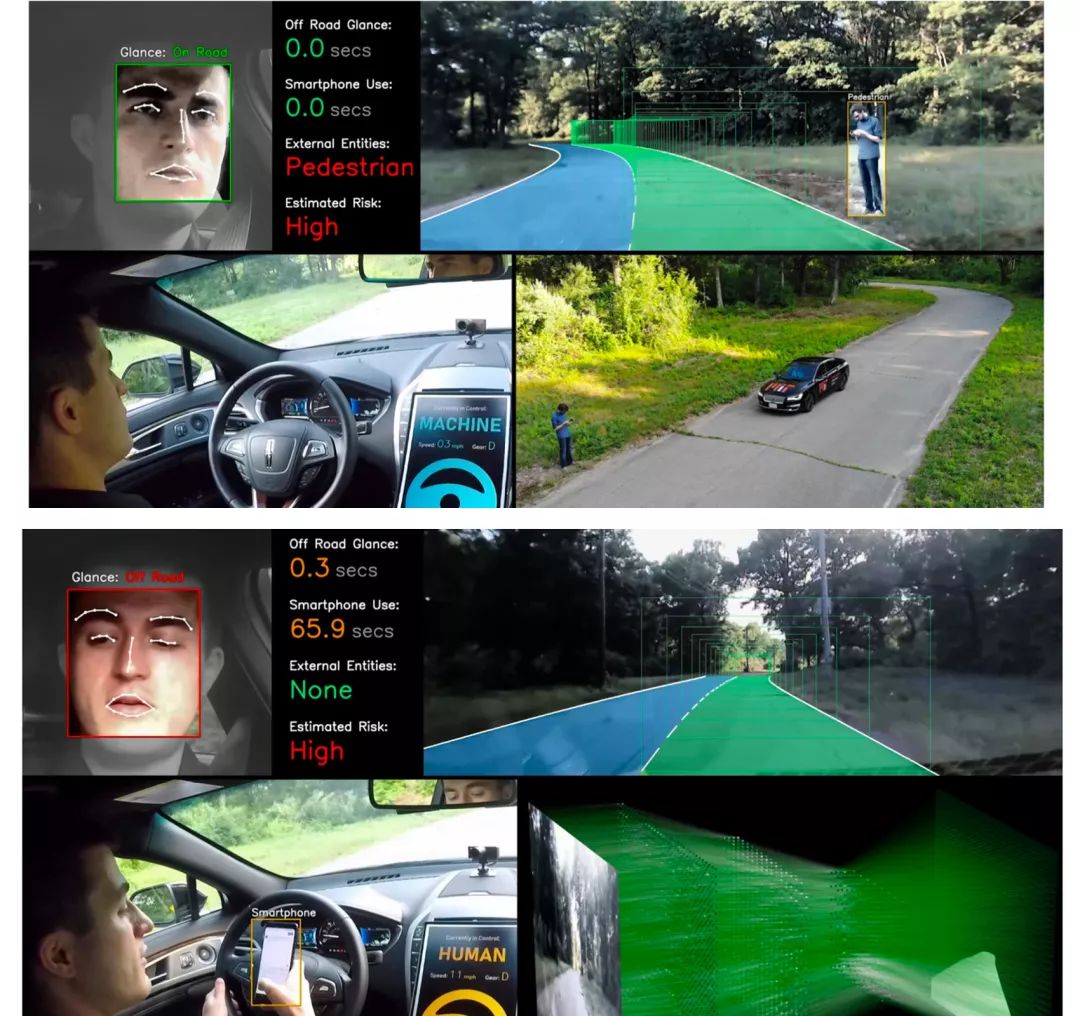 Glance: On Road
Off Road Glance:
0.0 secs
Smartphone Use:
0.0 secs
External Entities:
Pedestrian
Estimated Risk:
High
Pedestrian
Currently in Control:
MACHINE
Speed: 03 mph Gear: D
MIT
Glance: Off Road
Off Road Glance:
0.3 secs
Smartphone Use:
65.9 secs
External Entities:
None
Estimated Risk:
High
Smartphone
Currently in Control:
HUMAN
Speed: 11 mph Gear: D